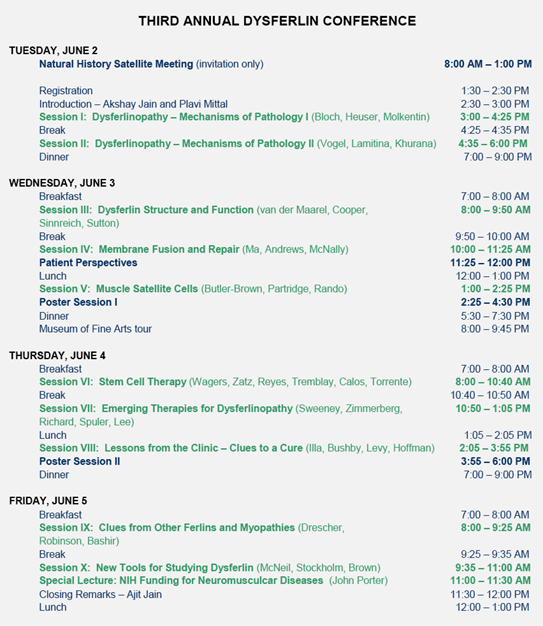 THIRD ANNUAL DYSFERLIN CONFERENCE
TUESDAY, JUNE 2
Natural History Satellite Meeting (invitation only) 8:00 AM – 1:00 PM
Registration 1:30 – 2:30 PM
Introduction – Akshay Jain and Plavi Mittal 2:30 – 3:00 PM
Session I: Dysferlinopathy – Mechanisms of Pathology I (Bloch, Heuser, Molkentin) 3:00 – 4:25 PM
Break 4:25 – 4:35 PM
Session II: Dysferlinopathy – Mechanisms of Pathology II (Vogel, Lamitina, Khurana) 4:35 – 6:00 PM
Dinner 7:00 – 9:00 PM
WEDNESDAY, JUNE 3
Breakfast 7:00 – 8:00 AM
Session III: Dysferlin Structure and Function (van der Maarel, Cooper, 8:00 – 9:50 AM
Sinnreich, Sutton)
Break 9:50 – 10:00 AM
Session IV: Membrane Fusion and Repair (Ma, Andrews, McNally) 10:00 – 11:25 AM
Patient Perspectives 11:25 – 12:00 PM
Lunch 12:00 – 1:00 PM
Session V: Muscle Satellite Cells (Butler-Brown, Partridge, Rando) 1:00 – 2:25 PM
Poster Session I 2:25 – 4:30 PM
Dinner 5:30 – 7:30 PM
Museum of Fine Arts tour 8:00 – 9:45 PM
THURSDAY, JUNE 4
Breakfast 7:00 – 8:00 AM
Session VI: Stem Cell Therapy (Wagers, Zatz, Reyes, Tremblay, Calos, Torrente) 8:00 – 10:40 AM
Break 10:40 – 10:50 AM
Session VII: Emerging Therapies for Dysferlinopathy (Sweeney, Zimmerberg, 10:50 – 1:05 PM
Richard, Spuler, Lee)
Lunch 1:05 – 2:05 PM
Session VIII: Lessons from the Clinic – Clues to a Cure (Illa, Bushby, Levy, Hoffman) 2:05 – 3:55 PM
Poster Session II 3:55 – 6:00 PM
Dinner 7:00 – 9:00 PM
FRIDAY, JUNE 5
Breakfast 7:00 – 8:00 AM
Session IX: Clues from Other Ferlins and Myopathies (Drescher, 8:00 – 9:25 AM
Robinson, Bashir)
Break 9:25 – 9:35 AM
Session X: New Tools for Studying Dysferlin (McNeil, Stockholm, Brown) 9:35 – 11:00 AM
Special Lecture: NIH Funding for Neuromusculcar Diseases (John Porter) 11:00 – 11:30 AM
Closing Remarks – Ajit Jain 11:30 – 12:00 PM
Lunch 12:00 – 1:00 PM